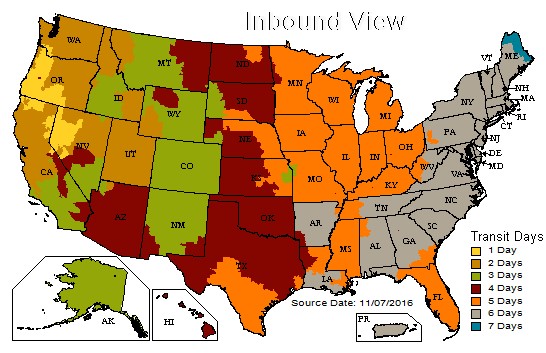 Inbound View
WA
OR
CA
NV
ID
MT
WY
UT
AZ
CO
NM
ND
SD
NE
KS
OK
TX
MN
IA
MO
AR
LA
WI
IL
MI
IN
OH
KY
TN
MS
AL
GA
FL
SC
NC
VA
WV
PA
NY
VT
ME
NH
MA
RI
CT
NJ
DE
MD
AK
HI
PR
Source Date: 11/07/2016
Transit Days
1 Day
2 Days
3 Days
4 Days
5 Days
6 Days
7 Days